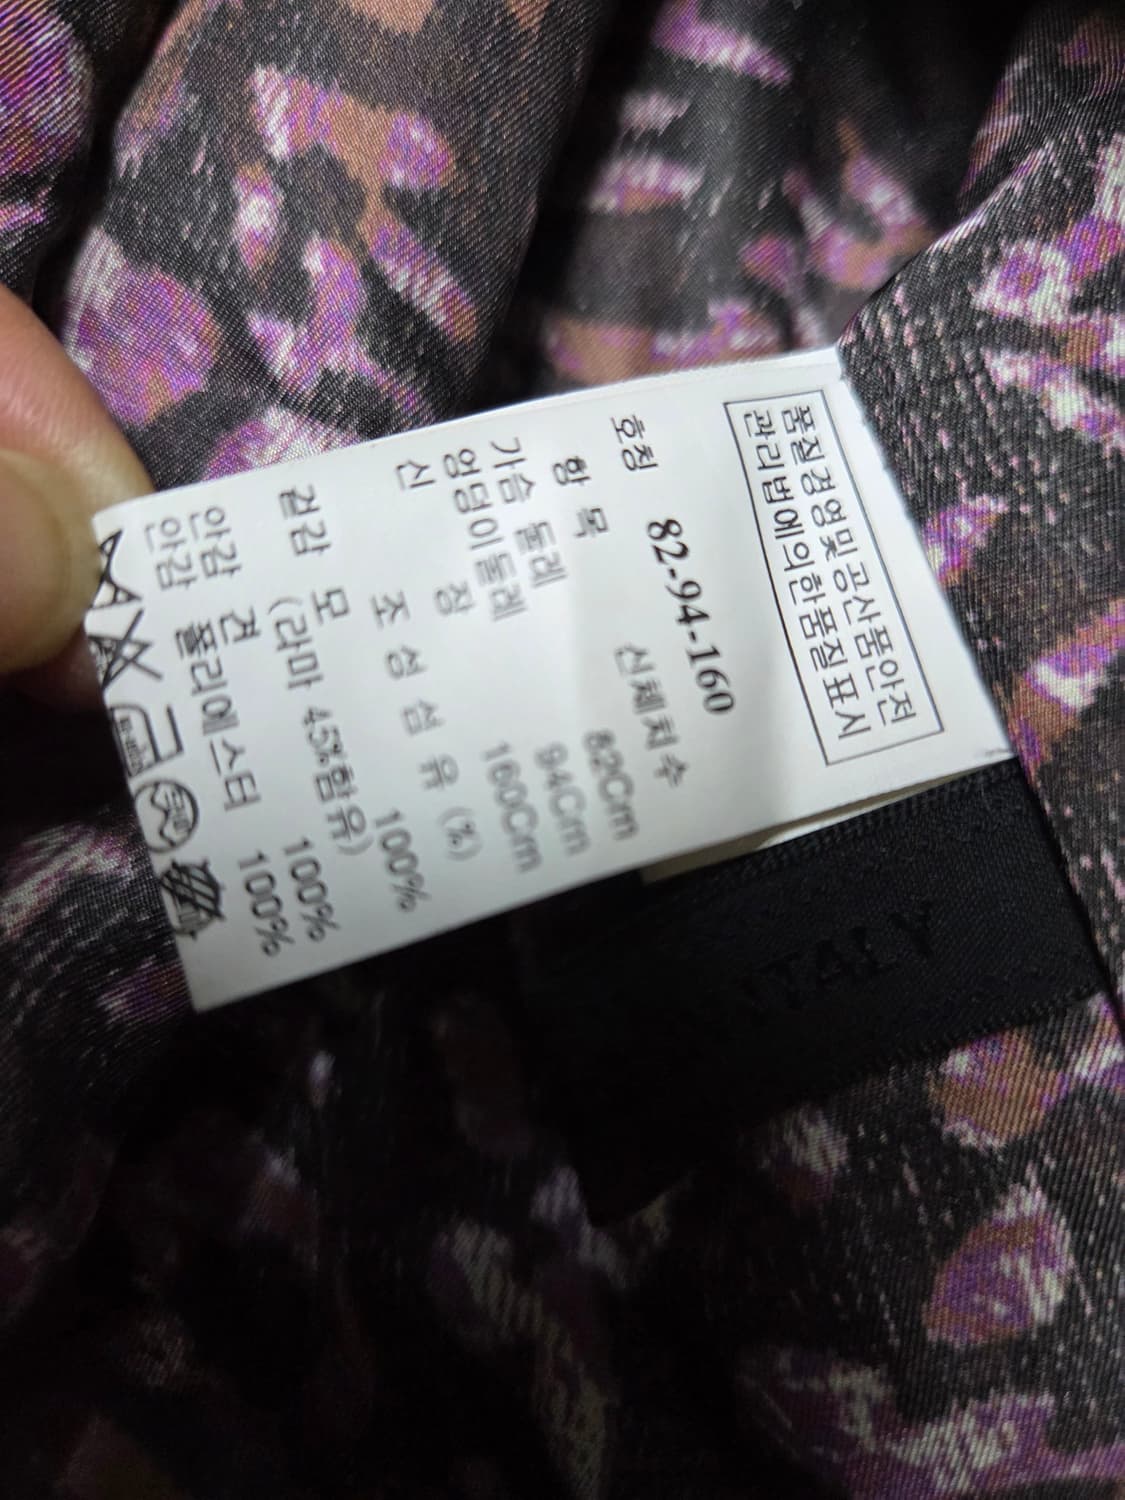 품질경영및공산품안저
관리법에의한품질표시
호칭 82-94-160
항 목 신체치수
가슴 둘레 82Cm
엉덩이둘레 94Cm
신 장 160Cm
조 성 섬 유 (%)
겉감 모 100%
(라마 45%함유)
안감 견 100%
안감 폴리에스터 100%
ITALY